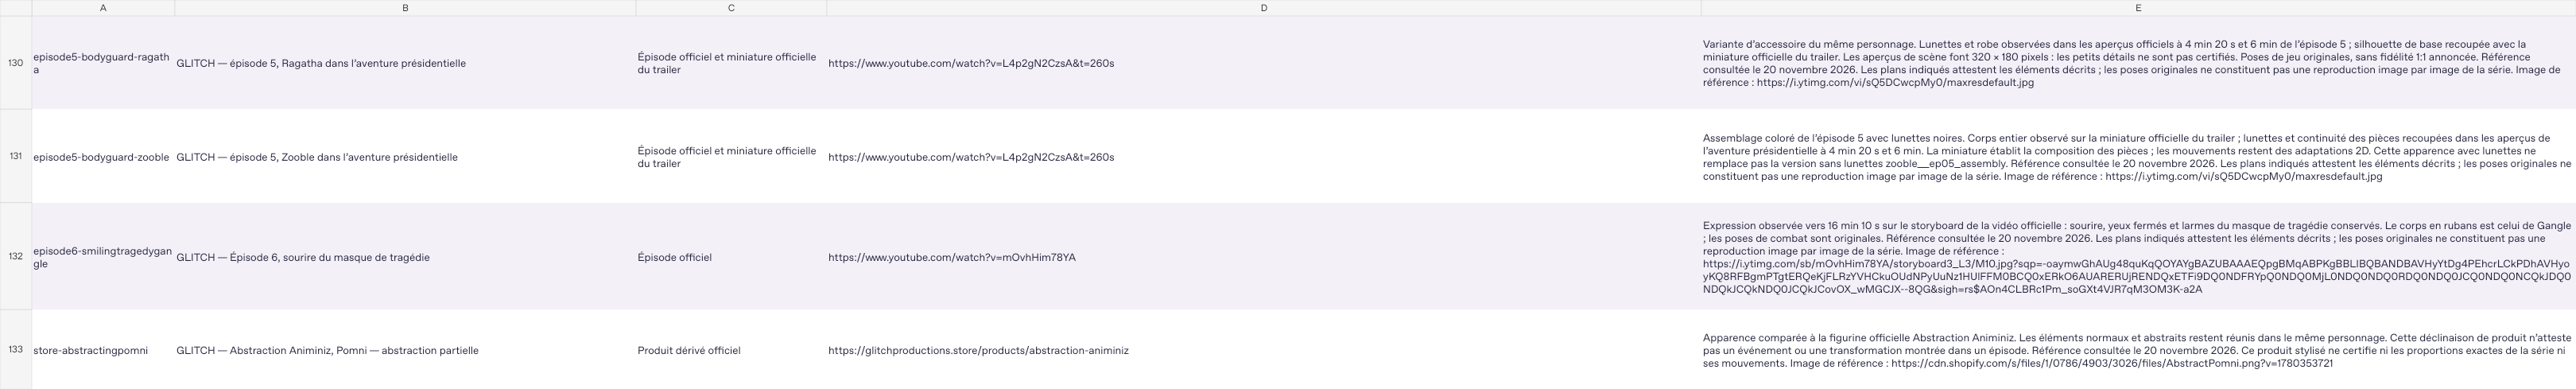 A B C D E
130
episode5-bodyguard-ragath
a
GLITCH — épisode 5, Ragatha dans l’aventure présidentielle
Épisode officiel et miniature officielle
du trailer
https://www.youtube.com/watch?v=L4p2gN2CzsA&t=260s
Variante d’accessoire du même personnage. Lunettes et robe observées dans les aperçus officiels à 4 min 20 s et 6 min de l’épisode 5 ; silhouette de base recoupée avec la
miniature officielle du trailer. Les aperçus de scène font 320 × 180 pixels : les petits détails ne sont pas certifiés. Poses de jeu originales, sans fidélité 1:1 annoncée. Référence
consultée le 20 novembre 2026. Les plans indiqués attestent les éléments décrits ; les poses originales ne constituent pas une reproduction image par image de la série. Image de
référence : https://i.ytimg.com/vi/sQ5DCwcpMy0/maxresdefault.jpg
131
episode5-bodyguard-zooble
GLITCH — épisode 5, Zooble dans l’aventure présidentielle
Épisode officiel et miniature officielle
du trailer
https://www.youtube.com/watch?v=L4p2gN2CzsA&t=260s
Assemblage coloré de l’épisode 5 avec lunettes noires. Corps entier observé sur la miniature officielle du trailer ; lunettes et continuité des pièces recoupées dans les aperçus de
l’aventure présidentielle à 4 min 20 s et 6 min. La miniature établit la composition des pièces ; les mouvements restent des adaptations 2D. Cette apparence avec lunettes ne
remplace pas la version sans lunettes zooble__ep05_assembly. Référence consultée le 20 novembre 2026. Les plans indiqués attestent les éléments décrits ; les poses originales ne
constituent pas une reproduction image par image de la série. Image de référence : https://i.ytimg.com/vi/sQ5DCwcpMy0/maxresdefault.jpg
132
episode6-smilingtragedygan
gle
GLITCH — Épisode 6, sourire du masque de tragédie
Épisode officiel
https://www.youtube.com/watch?v=mOvhHim78YA
Expression observée vers 16 min 10 s sur le storyboard de la vidéo officielle : sourire, yeux fermés et larmes du masque de tragédie conservés. Le corps en rubans est celui de Gangle
; les poses de combat sont originales. Référence consultée le 20 novembre 2026. Les plans indiqués attestent les éléments décrits ; les poses originales ne constituent pas une
reproduction image par image de la série. Image de référence :
https://i.ytimg.com/sb/mOvhHim78YA/storyboard3_L3/M10.jpg?sqp=-oaymwGhAUg48quKqQOYAYgBAZUBAAAEQpgBMqABPKgBBLIBQBANDBAVHyYtDg4PEhcrLCkPDhAVHyo
yKQ8RFBgmPTgtERQeKjFLRzYVHCkuOUdNPyUuNz1HUlFFM0BCQ0xERkO6AUARERUjRENDQxETFi9DQ0NDFRYpQ0NDQ0MjL0NDQ0NDQ0RDQ0NDQ0JCQ0NDQ0NCQkJDQ0
NDQkJCQkNDQ0JCQkJCovOX_wMGCJX--8QG&sigh=rs$AOn4CLBRc1Pm_soGXt4VJR7qM3OM3K-a2A
133
store-abstractingpomni
GLITCH — Abstraction Animiniz, Pomni — abstraction partielle
Produit dérivé officiel
https://glitchproductions.store/products/abstraction-animiniz
Apparence comparée à la figurine officielle Abstraction Animiniz. Les éléments normaux et abstraits restent réunis dans le même personnage. Cette déclinaison de produit n’atteste
pas un événement ou une transformation montrée dans un épisode. Référence consultée le 20 novembre 2026. Ce produit stylisé ne certifie ni les proportions exactes de la série ni
ses mouvements. Image de référence : https://cdn.shopify.com/s/files/1/0786/4903/3026/files/AbstractPomni.png?v=1780353721